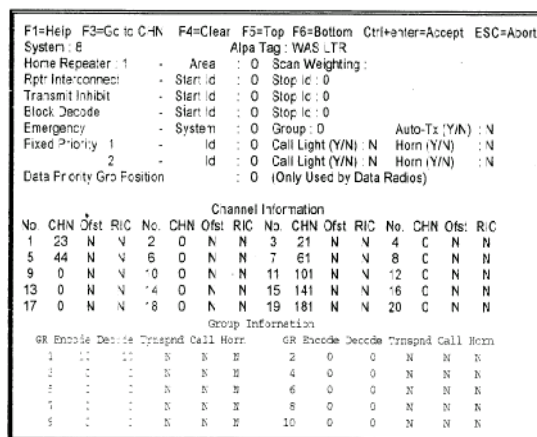 F1=Help F3=Go to CHN F4=Clear F5=Top F6=Bottom Ctrl+enter=Accept ESC=Abort
System : 8 Alpa Tag : WAS LTR
Home Repeater : 1 - Area : 0 Scan Weighting :
Rptr Interconnect - Start Id : 0 Stop Id : 0
Transmit Inhibit - Start Id : 0 Stop Id : 0
Block Decode - Start Id : 0 Stop Id : 0
Emergency - System : 0 Group : 0 Auto-Tx (Y/N) : N
Fixed Priority 1 - Id : 0 Call Light (Y/N) : N Horn (Y/N) : N
2 - Id : 0 Call Light (Y/N) : N Horn (Y/N) : N
Data Priority Grp Position : 0 (Only Used by Data Radios)
Channel Information
No. CHN Ofst RIC No. CHN Ofst RIC No. CHN Ofst RIC No. CHN Ofst RIC
1 23 N N 2 0 N N 3 21 N N 4 0 N N
5 44 N N 6 0 N N 7 61 N N 8 0 N N
9 0 N N 10 0 N N 11 101 N N 12 0 N N
13 0 N N 14 0 N N 15 141 N N 16 0 N N
17 0 N N 18 0 N N 19 181 N N 20 0 N N
Group Information
GR Encode Decode Trnspnd Call Horn GR Encode Decode Trnspnd Call Horn
1 N N N 2 0 0 N N N
N N N 4 0 0 N N N
N N N 6 0 0 N N N
7 N N N 8 0 0 N N N
9 N N N 10 0 0 N N N